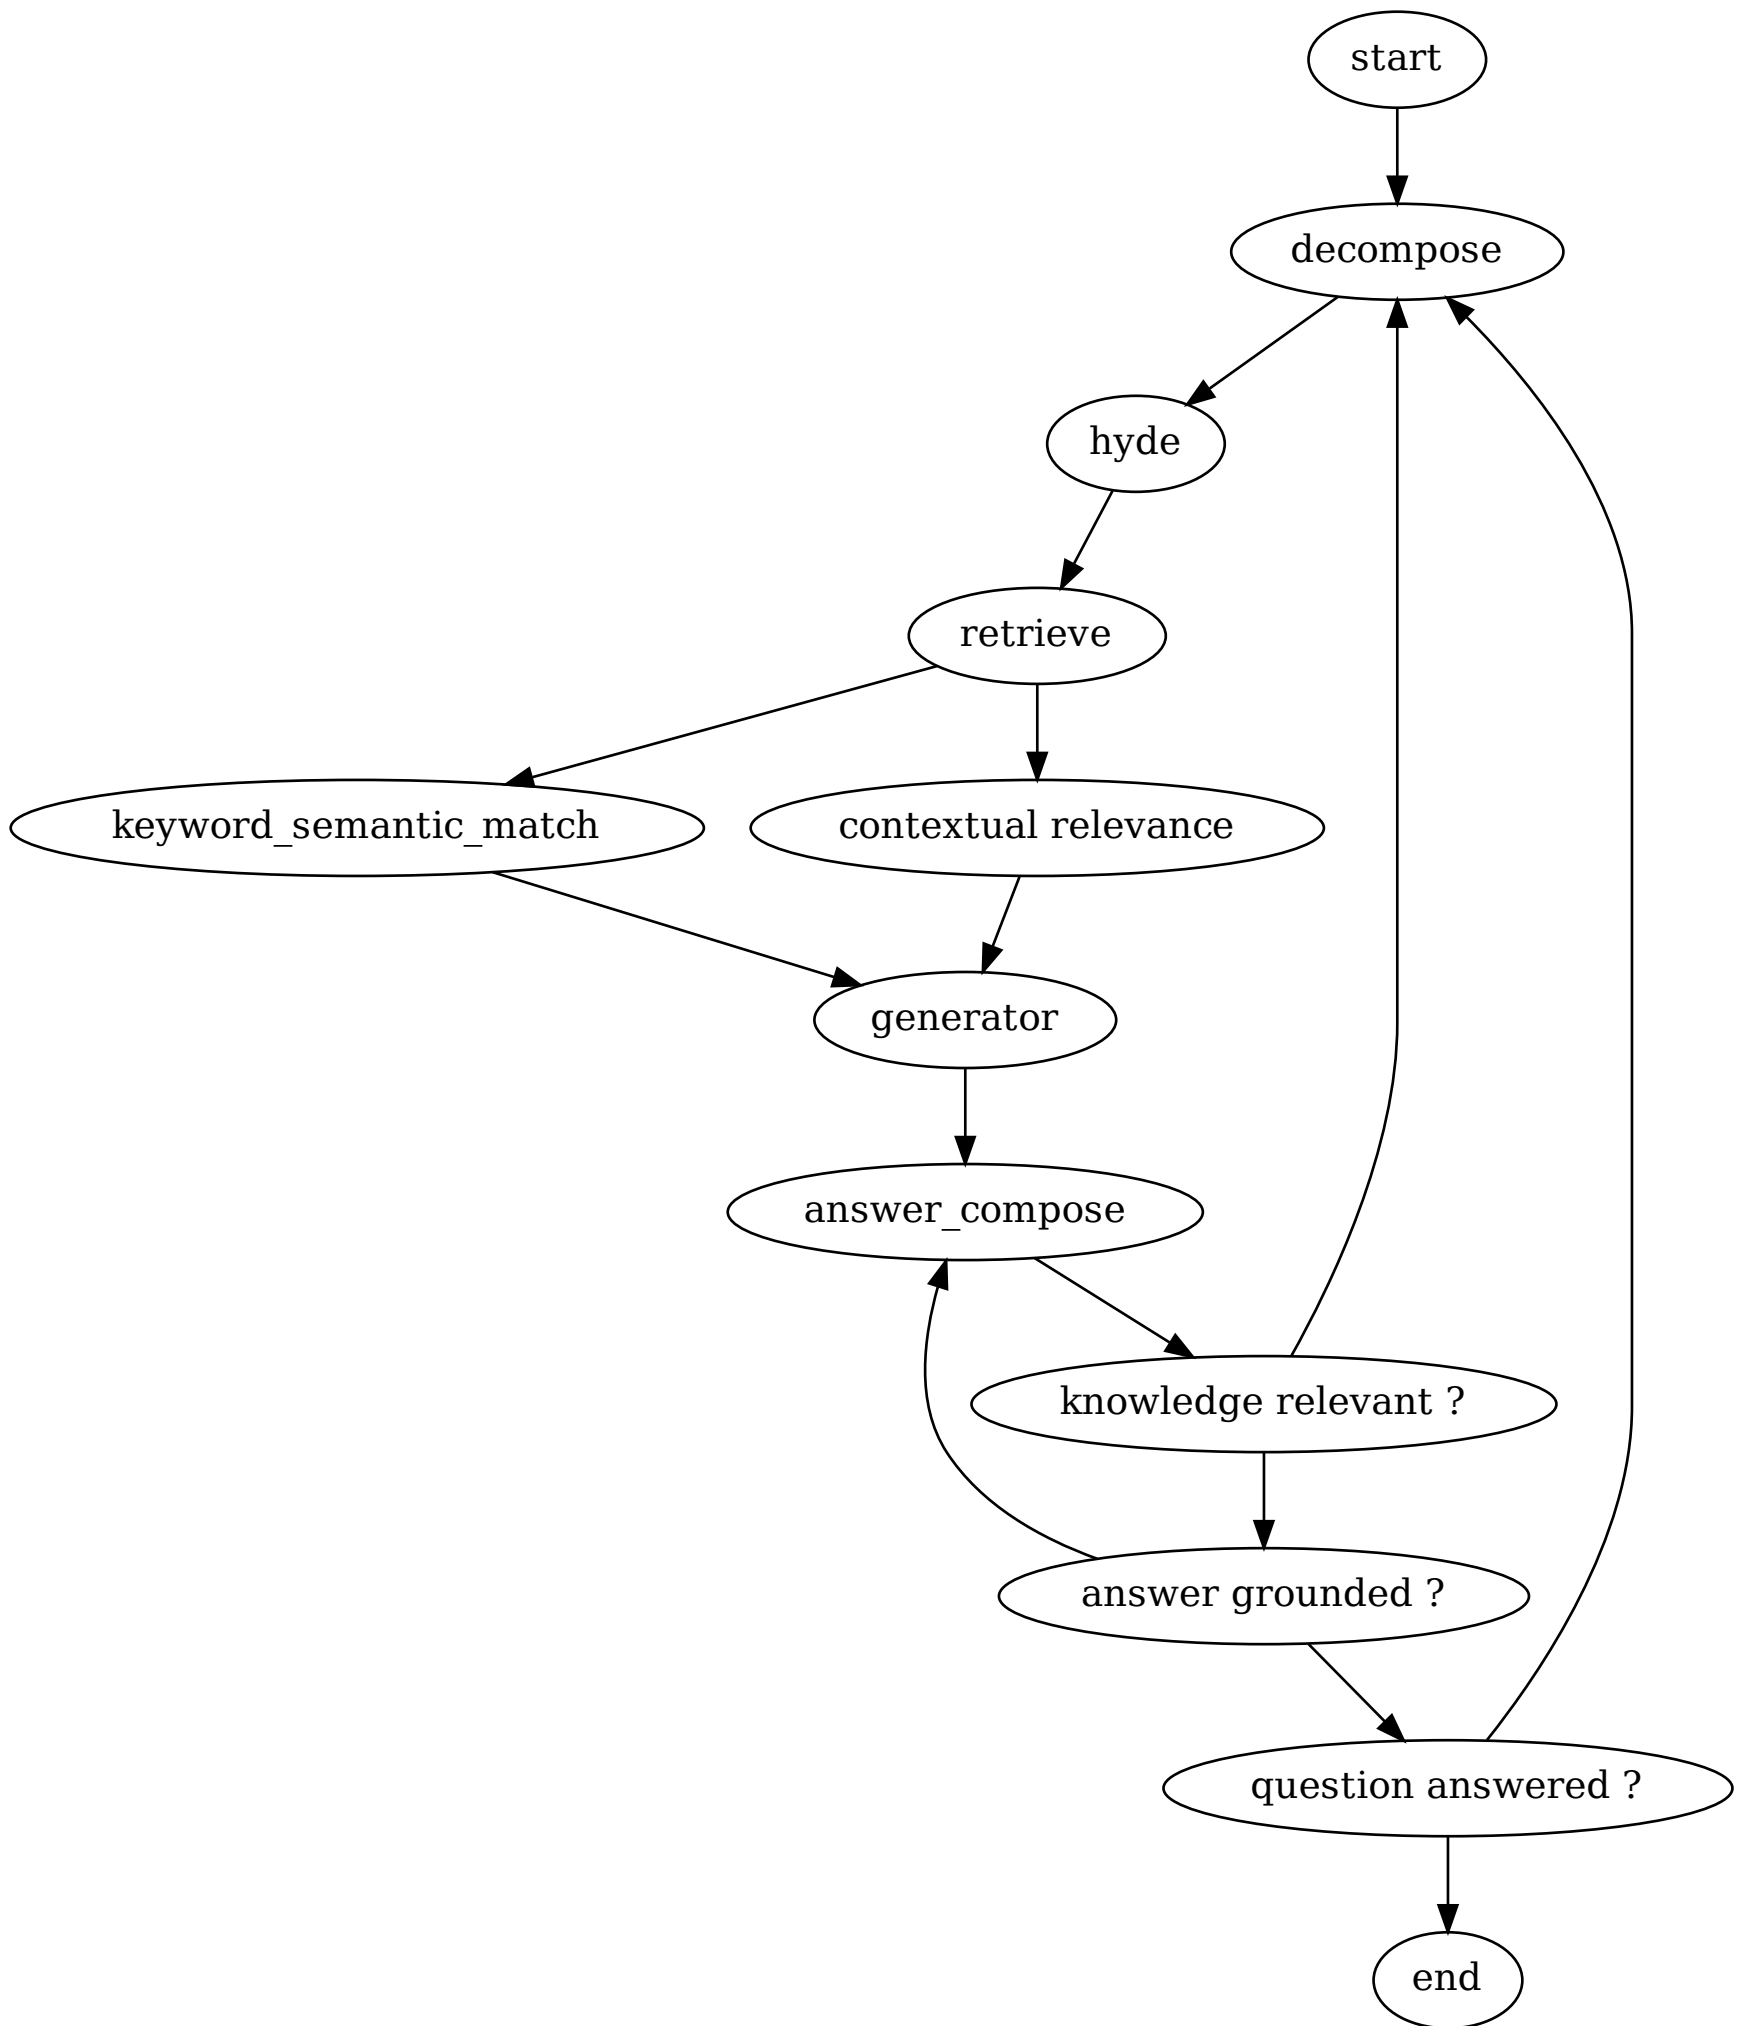 start
decompose
hyde
retrieve
keyword_semantic_match
contextual relevance
generator
answer_compose
knowledge relevant ?
answer grounded ?
question answered ?
end